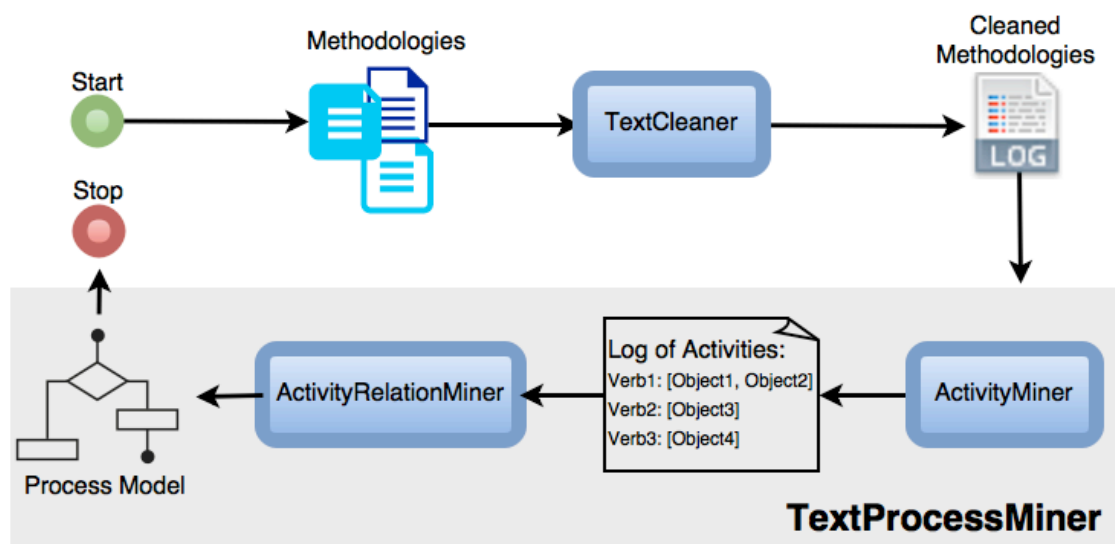 Start
Methodologies
TextCleaner
Cleaned
Methodologies
LOG
Stop
ActivityMiner
Log of Activities:
Verb1: [Object1, Object2]
Verb2: [Object3]
Verb3: [Object4]
ActivityRelationMiner
Process Model
TextProcessMiner